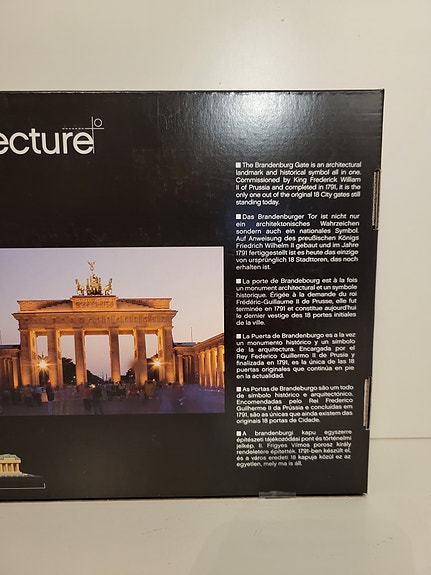 ecture
The Brandenburg Gate is an architectural
landmark and historical symbol all in one.
Commissioned by King Frederick William
II of Prussia and completed in 1791, it is the
only one out of the original 18 City gates still
standing today.
Das Brandenburger Tor ist nicht nur
ein architektonisches Wahrzeichen
sondern auch ein nationales Symbol.
Auf Anweisung des preußischen Königs
Friedrich Wilhelm II gebaut und im Jahre
1791 fertiggestellt ist es heute das einzige
von ursprünglich 18 Stadttoren, das noch
erhalten ist.
La porte de Brandebourg est à la fois
un monument architectural et un symbole
historique. Érigée à la demande du roi
Frédéric-Guillaume II de Prusse, elle fut
terminée en 1791 et constitue aujourd'hui
le dernier vestige des 18 portes initiales
de la ville.
La Puerta de Brandenburgo es a la vez
un monumento histórico y un símbolo
de la arquitectura. Encargada por el
Rey Federico Guillermo II de Prusia y
finalizada en 1791, es la única de las 18
puertas originales que continúa en pie
en la actualidad.
As Portas de Brandeburgo são um todo
de símbolo histórico e arquitectónico.
Encomendadas pelo Rei Frederico
Guilherme II da Prússia e concluídas em
1791, são as únicas que ainda existem das
originais 18 portas de Cidade.
A brandenburgi kapu egyszerre
építészeti tájékozódási pont és történelmi
jelkép. II. Frigyes Vilmos porosz király
rendeletére építették. 1791-ben készült el,
és a város eredeti 18 kapuja közül ez az
egyetlen, mely ma is áll.